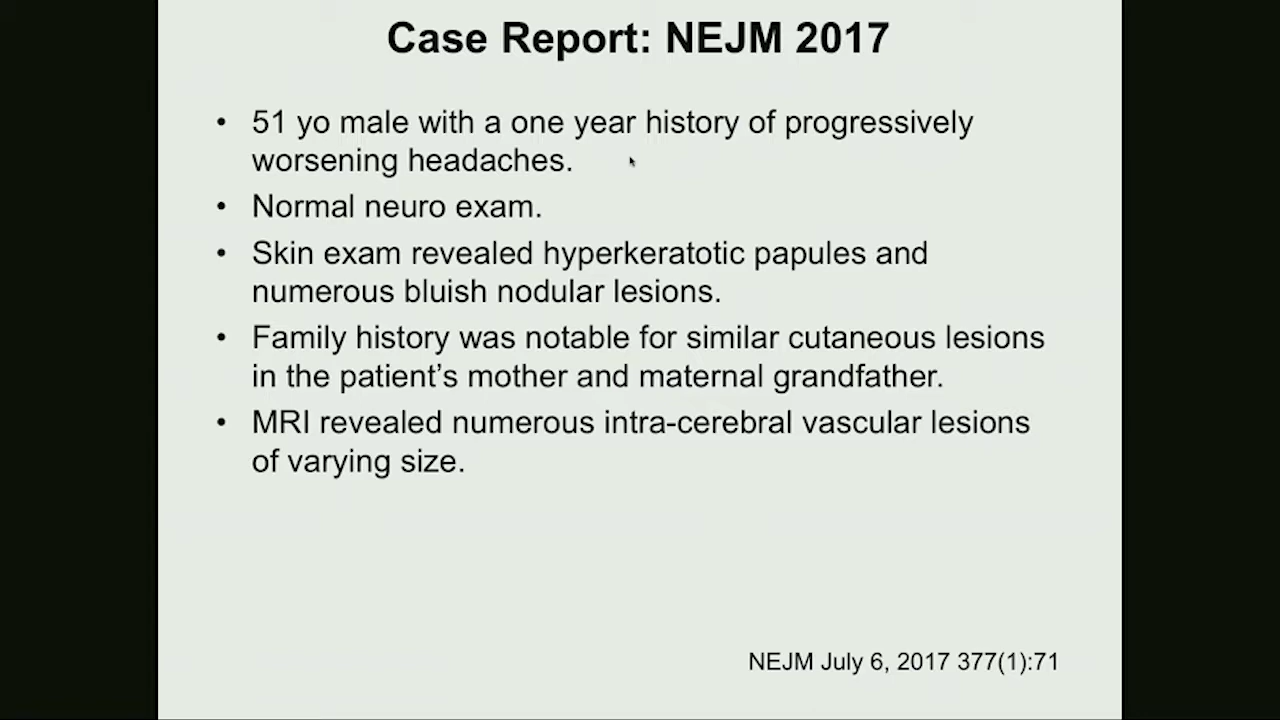 Case Report: NEJM 2017
• 51 yo male with a one year history of progressively
worsening headaches.
• Normal neuro exam.
• Skin exam revealed hyperkeratotic papules and
numerous bluish nodular lesions.
• Family history was notable for similar cutaneous lesions
in the patient’s mother and maternal grandfather.
• MRI revealed numerous intra-cerebral vascular lesions
of varying size.
NEJM July 6, 2017 377(1):71